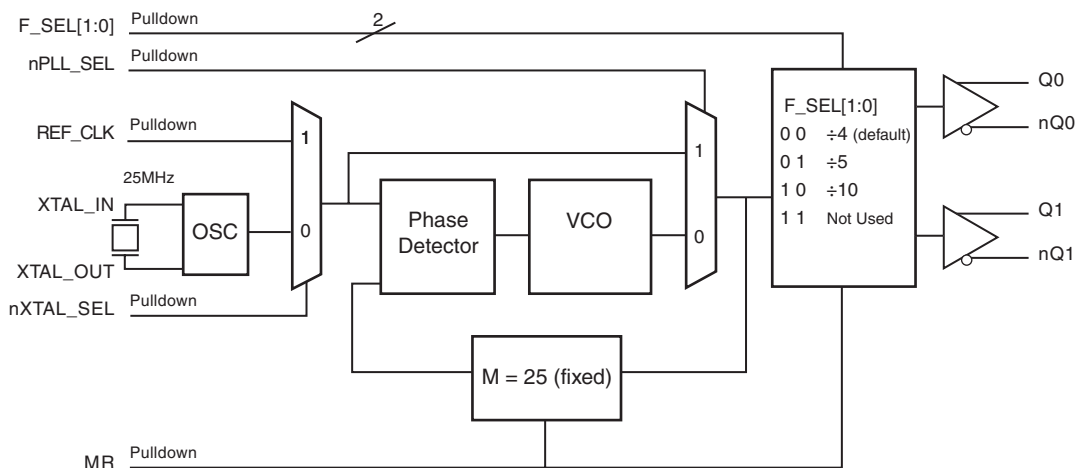 F_SEL[1:0] Pulldown 2
nPLL_SEL Pulldown
REF_CLK Pulldown
1
25MHz
XTAL_IN
OSC
0
XTAL_OUT
nXTAL_SEL Pulldown
Phase
Detector
VCO
1
0
M = 25 (fixed)
F_SEL[1:0]
0 0 ÷4 (default)
0 1 ÷5
1 0 ÷10
1 1 Not Used
Q0
nQ0
Q1
nQ1
MR Pulldown